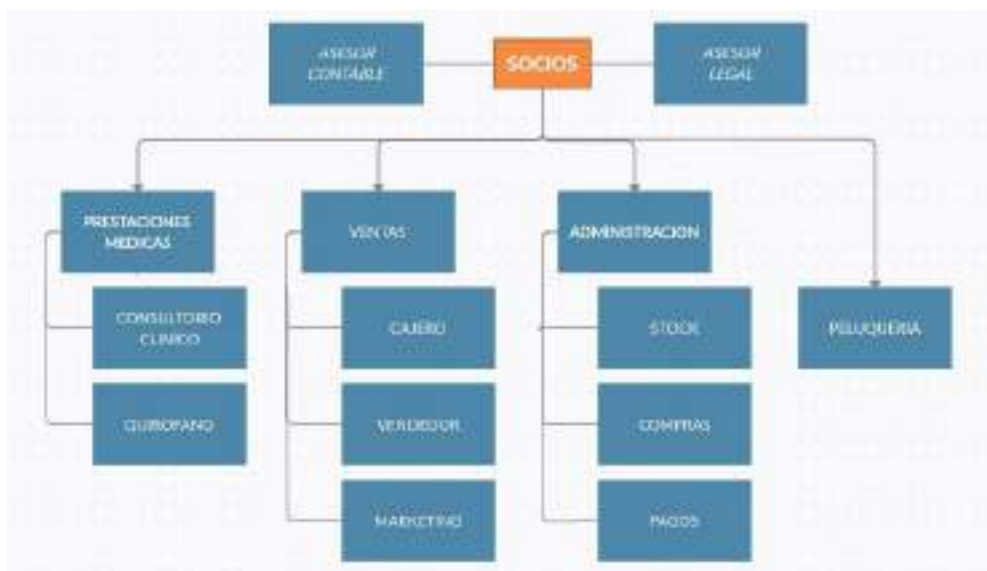 ASESOR
CONTABLE
SOCIOS
ASESOR
LEGAL
PRESTACIONES
MEDICAS
VENTAS
ADMINISTRACION
CONSULTORIO
CLINICO
CAJERO
STOCK
PELUQUERIA
QUIROFANO
VENDEDOR
COMPRAS
MARKETING
PAGOS